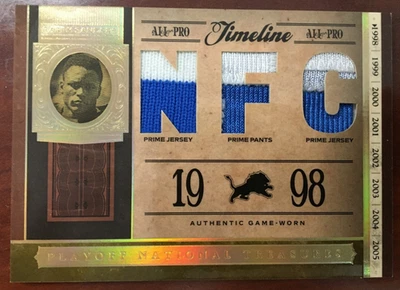 ALL-PRO Timeline ALL-PRO
NFC
PRIME JERSEY PRIME PANTS PRIME JERSEY
19 98
AUTHENTIC GAME-WORN
PLAYOFF NATIONAL TREASURES
1998 1999 2000 2001 2002 2003 2004 2005